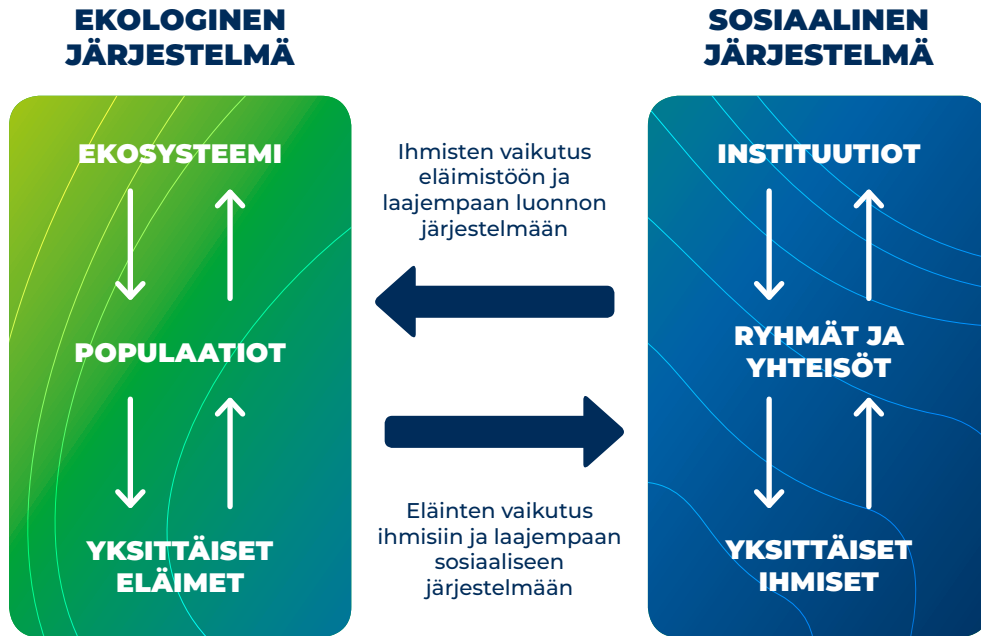 EKOLOGINEN
JÄRJESTELMÄ
EKOSYSTEEMI
POPULAATIOT
YKSITTÄISET
ELÄIMET
Ihmisten vaikutus
eläimistöön ja
laajempaan luonnon
järjestelmään
Eläinten vaikutus
ihmisiin ja laajempaan
sosiaaliseen
järjestelmään
SOSIAALINEN
JÄRJESTELMÄ
INSTITUUTIOT
RYHMÄT JA
YHTEISÖT
YKSITTÄISET
IHMISET